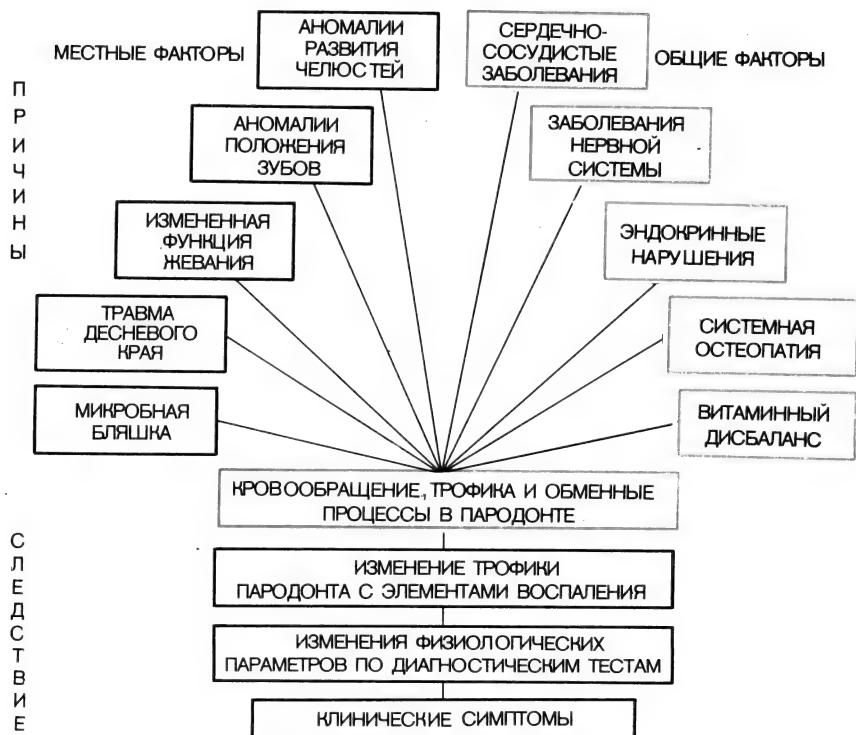 МЕСТНЫЕ ФАКТОРЫ
АНОМАЛИИ
РАЗВИТИЯ
ЧЕЛЮСТЕЙ
СЕРДЕЧНО-
СОСУДИСТЫЕ
ЗАБОЛЕВАНИЯ
ОБЩИЕ ФАКТОРЫ
ПРИЧИНЫ
АНОМАЛИИ
ПОЛОЖЕНИЯ
ЗУБОВ
ЗАБОЛЕВАНИЯ
НЕРВНОЙ
СИСТЕМЫ
ИЗМЕНЕННАЯ
ФУНКЦИЯ
ЖЕВАНИЯ
ЭНДОКРИННЫЕ
НАРУШЕНИЯ
ТРАВМА
ДЕСНЕВОГО
КРАЯ
СИСТЕМНАЯ
ОСТЕОПАТИЯ
МИКРОБНАЯ
БЛЯШКА
ВИТАМИННЫЙ
ДИСБАЛАНС
КРОВООБРАЩЕНИЕ, ТРОФИКА И ОБМЕННЫЕ
ПРОЦЕССЫ В ПАРОДОНТЕ
СЛЕДСТВИЕ
ИЗМЕНЕНИЕ ТРОФИКИ
ПАРОДОНТА С ЭЛЕМЕНТАМИ ВОСПАЛЕНИЯ
ИЗМЕНЕНИЯ ФИЗИОЛОГИЧЕСКИХ
ПАРАМЕТРОВ ПО ДИАГНОСТИЧЕСКИМ ТЕСТАМ
КЛИНИЧЕСКИЕ СИМПТОМЫ